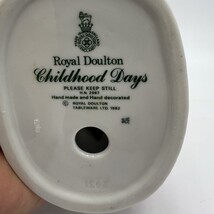 Royal Doulton
Childhood Days
PLEASE KEEP STILL
H.N. 2967
Hand made and Hand decorated
© ROYAL DOULTON
TABLEWARE LTD. 1982